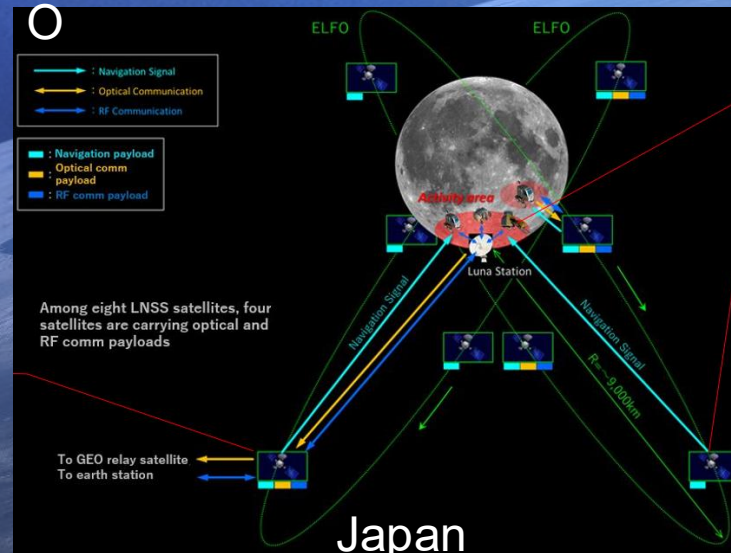 O
ELFO
ELFO
: Navigation Signal
: Optical Communication
: RF Communication
: Navigation payload
: Optical comm
payload
: RF comm payload
Activity area
Luna Station
Navigation Signal
Navigation Signal
R=~9,000km
Among eight LNSS satellites, four
satellites are carrying optical and
RF comm payloads
To GEO relay satellite
To earth station
Japan